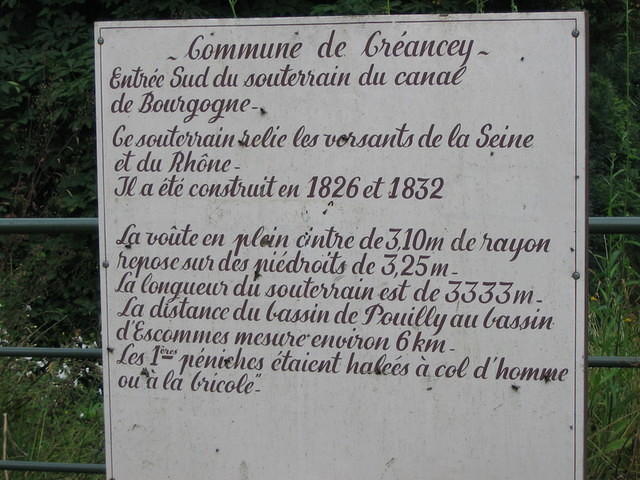 ~ Commune de Créancey ~
Entrée Sud du souterrain du canal
de Bourgogne -
Ce souterrain relie les versants de la Seine
et du Rhône -
Il a été construit en 1826 et 1832
La voûte en plein cintre de 3,10m de rayon
repose sur des piédroits de 3,25m -
La longueur du souterrain est de 3333m -
La distance du bassin de Pouilly au bassin
d'Escommes mesure environ 6km -
Les 1ères péniches étaient halées à col d'homme
ou "à la bricole" -